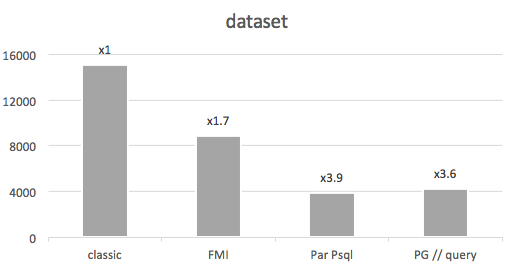 dataset
16000
12000
8000
4000
0
x1
x1.7
x3.9
x3.6
classic
FMI
Par Psql
PG // query